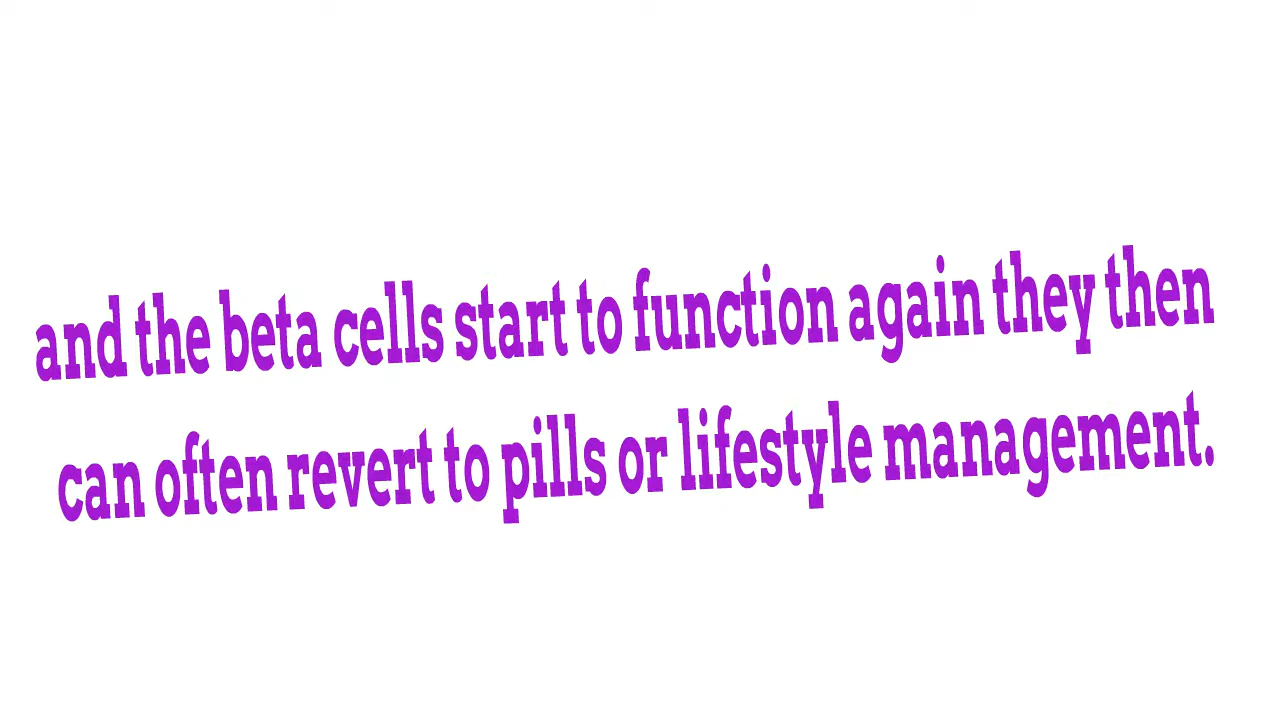 and the beta cells start to function again they then
can often revert to pills or lifestyle management.